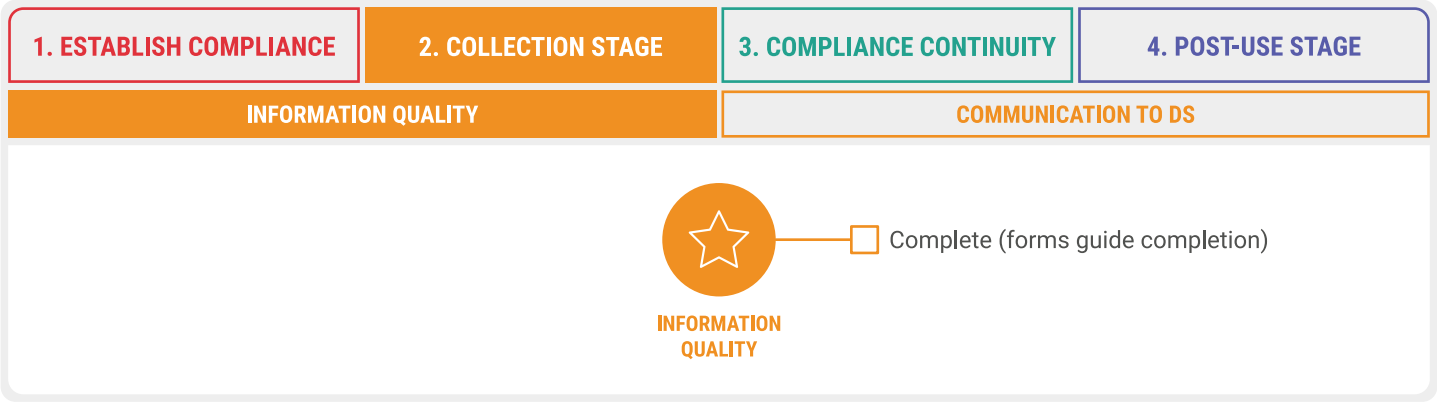 1. ESTABLISH COMPLIANCE
2. COLLECTION STAGE
3. COMPLIANCE CONTINUITY
4. POST-USE STAGE
INFORMATION QUALITY
COMMUNICATION TO DS
Complete (forms guide completion)
INFORMATION
QUALITY